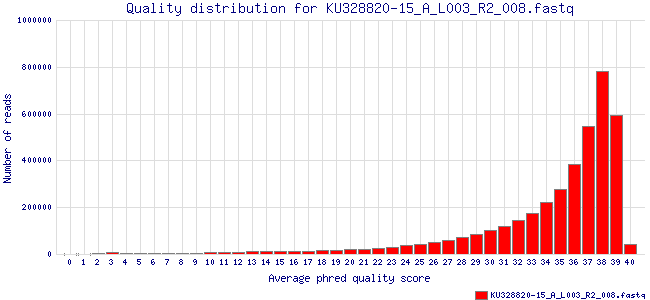 Quality distribution for KU328820-15_A_L003_R2_008.fastq
1000000
800000
600000
400000
200000
0
Number of reads
0 1 2 3 4 5 6 7 8 9 10 11 12 13 14 15 16 17 18 19 20 21 22 23 24 25 26 27 28 29 30 31 32 33 34 35 36 37 38 39 40
Average phred quality score
KU328820-15_A_L003_R2_008.fastq